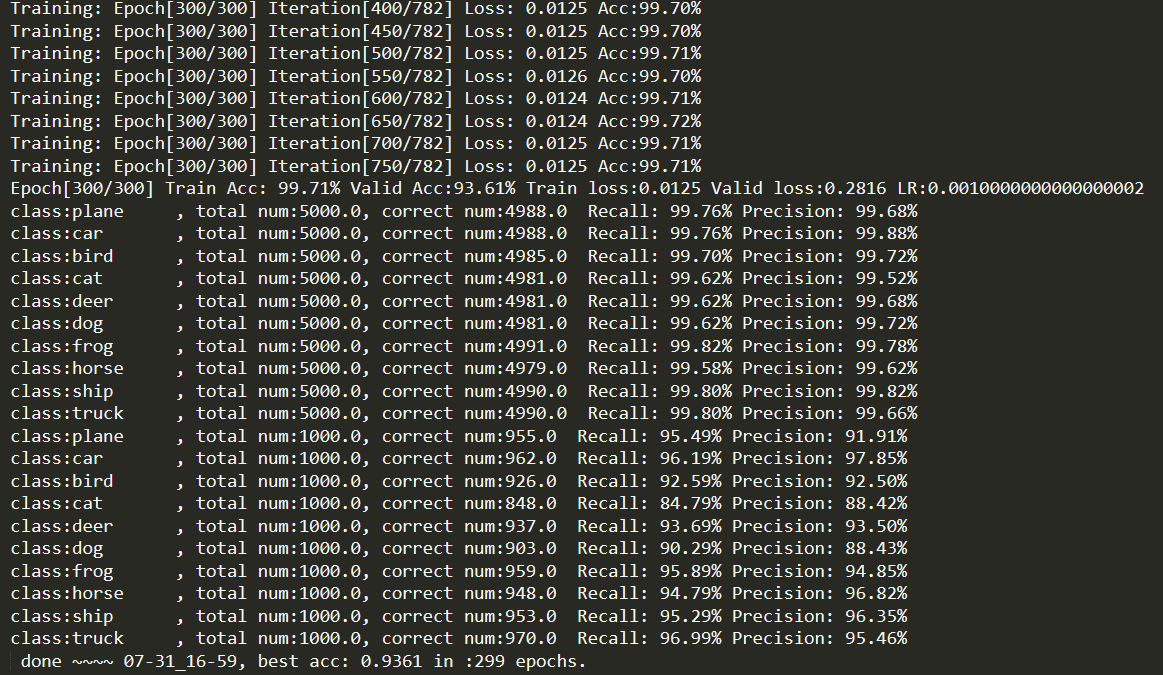 Training: Epoch[300/300] Iteration[400/782] Loss: 0.0125 Acc:99.70%
Training: Epoch[300/300] Iteration[450/782] Loss: 0.0125 Acc:99.70%
Training: Epoch[300/300] Iteration[500/782] Loss: 0.0125 Acc:99.71%
Training: Epoch[300/300] Iteration[550/782] Loss: 0.0126 Acc:99.70%
Training: Epoch[300/300] Iteration[600/782] Loss: 0.0124 Acc:99.71%
Training: Epoch[300/300] Iteration[650/782] Loss: 0.0124 Acc:99.72%
Training: Epoch[300/300] Iteration[700/782] Loss: 0.0125 Acc:99.71%
Training: Epoch[300/300] Iteration[750/782] Loss: 0.0125 Acc:99.71%
Epoch[300/300] Train Acc: 99.71% Valid Acc:93.61% Train loss:0.0125 Valid loss:0.2816 LR:0.0010000000000000002
class:plane     , total num:5000.0, correct num:4988.0  Recall: 99.76% Precision: 99.68%
class:car       , total num:5000.0, correct num:4988.0  Recall: 99.76% Precision: 99.88%
class:bird      , total num:5000.0, correct num:4985.0  Recall: 99.70% Precision: 99.72%
class:cat       , total num:5000.0, correct num:4981.0  Recall: 99.62% Precision: 99.52%
class:deer      , total num:5000.0, correct num:4981.0  Recall: 99.62% Precision: 99.68%
class:dog       , total num:5000.0, correct num:4981.0  Recall: 99.62% Precision: 99.72%
class:frog      , total num:5000.0, correct num:4991.0  Recall: 99.82% Precision: 99.78%
class:horse     , total num:5000.0, correct num:4979.0  Recall: 99.58% Precision: 99.62%
class:ship      , total num:5000.0, correct num:4990.0  Recall: 99.80% Precision: 99.82%
class:truck     , total num:5000.0, correct num:4990.0  Recall: 99.80% Precision: 99.66%
class:plane     , total num:1000.0, correct num:955.0  Recall: 95.49% Precision: 91.91%
class:car       , total num:1000.0, correct num:962.0  Recall: 96.19% Precision: 97.85%
class:bird      , total num:1000.0, correct num:926.0  Recall: 92.59% Precision: 92.50%
class:cat       , total num:1000.0, correct num:848.0  Recall: 84.79% Precision: 88.42%
class:deer      , total num:1000.0, correct num:937.0  Recall: 93.69% Precision: 93.50%
class:dog       , total num:1000.0, correct num:903.0  Recall: 90.29% Precision: 88.43%
class:frog      , total num:1000.0, correct num:959.0  Recall: 95.89% Precision: 94.85%
class:horse     , total num:1000.0, correct num:948.0  Recall: 94.79% Precision: 96.82%
class:ship      , total num:1000.0, correct num:953.0  Recall: 95.29% Precision: 96.35%
class:truck     , total num:1000.0, correct num:970.0  Recall: 96.99% Precision: 95.46%
 done ~~~~ 07-31_16-59, best acc: 0.9361 in :299 epochs.